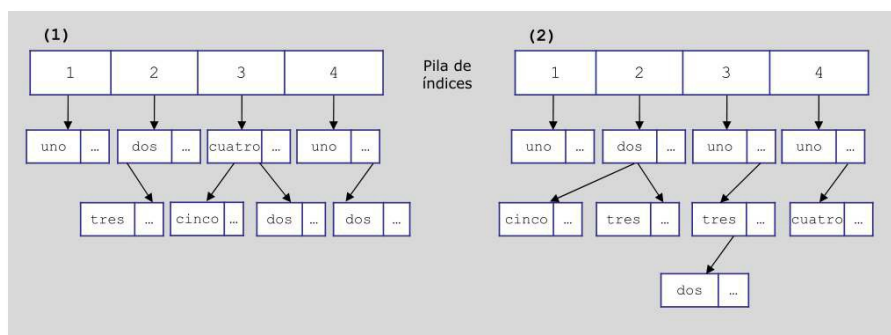 (1) (2)
1 2 3 4 Pila de índices 1 2 3 4
uno … dos … cuatro … uno … uno … dos … uno … uno …
tres … cinco … dos … dos … cinco … tres … tres … cuatro …
dos …